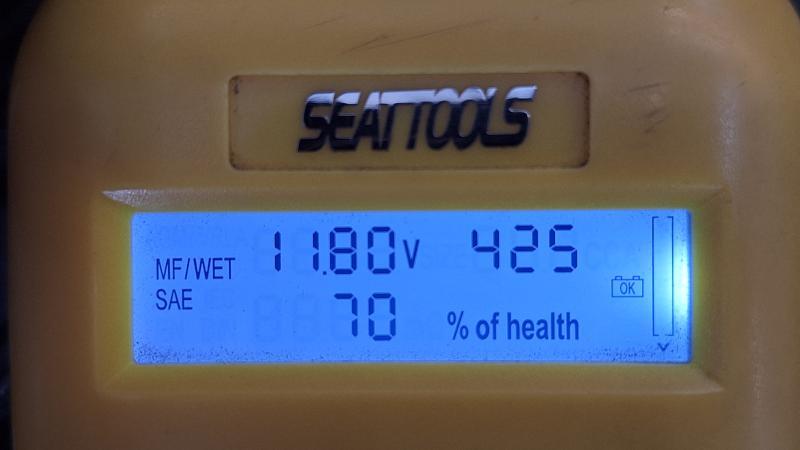 SEATTOOLS
MF/WET 11.80V 425
OK
SAE 70 % of health